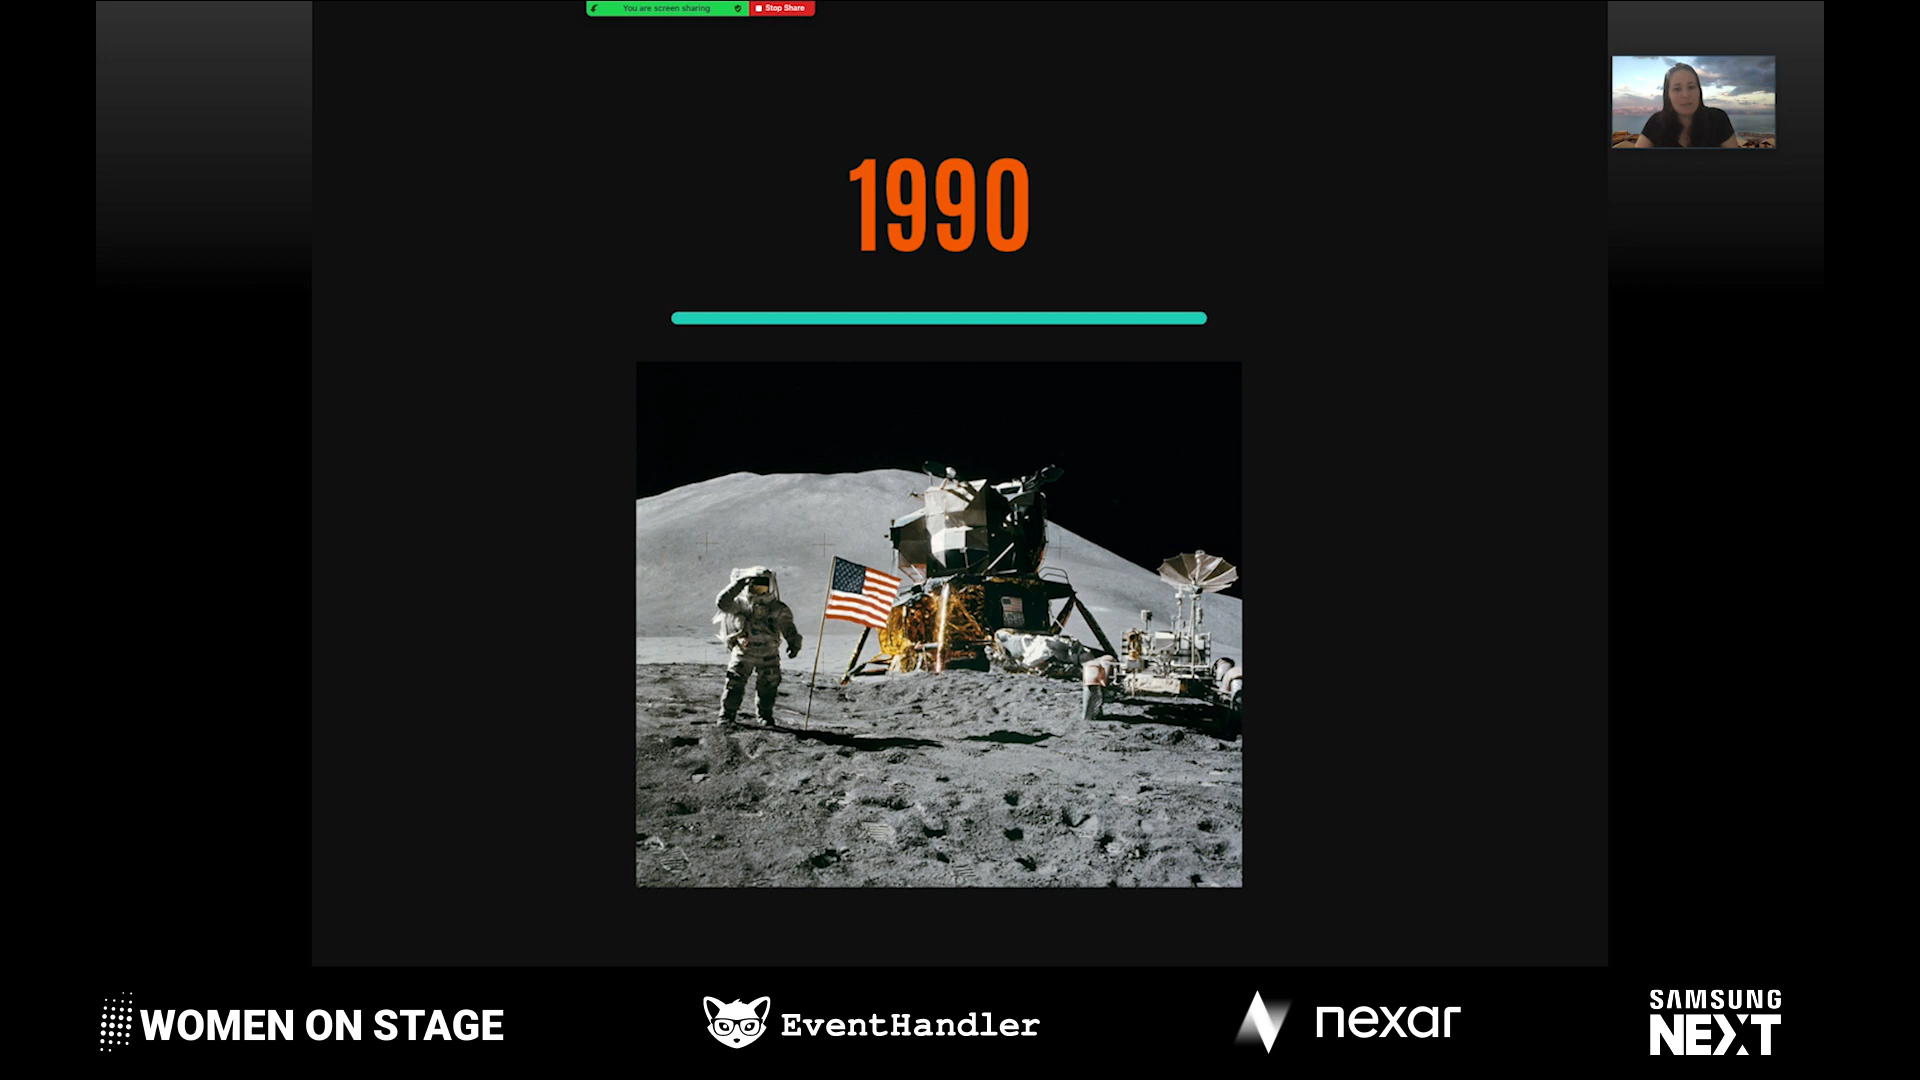 You are screen sharing
Stop Share
1990
WOMEN ON STAGE
EventHandler
nexar
SAMSUNG
NEXT